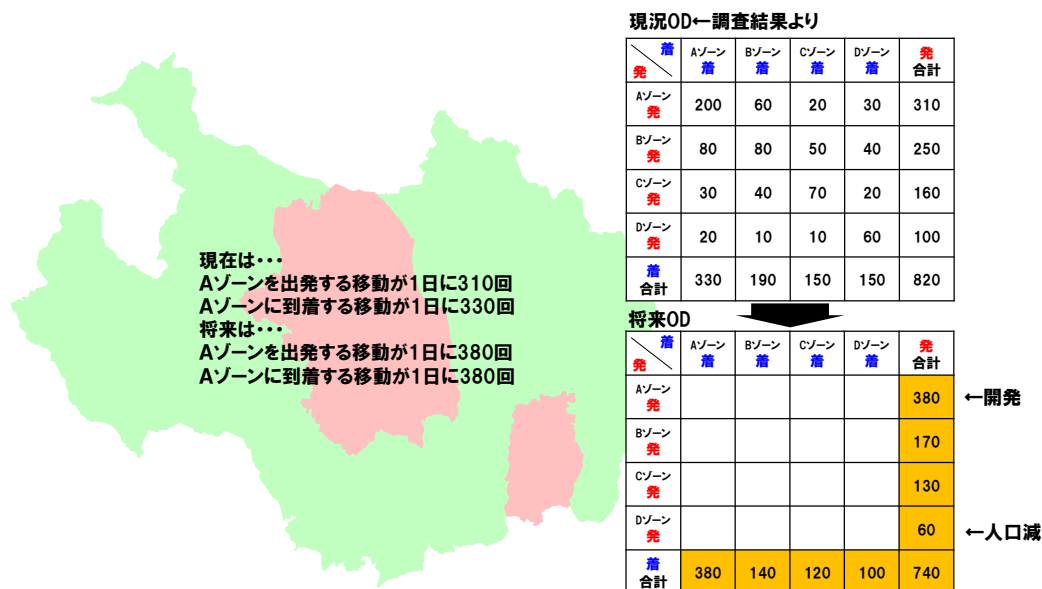 現況OD←調査結果より
着 発 Aゾーン着 Bゾーン着 Cゾーン着 Dゾーン着 発合計
Aゾーン発 200 60 20 30 310
Bゾーン発 80 80 50 40 250
Cゾーン発 30 40 70 20 160
Dゾーン発 20 10 10 60 100
着合計 330 190 150 150 820
現在は・・・
Aゾーンを出発する移動が1日に310回
Aゾーンに到着する移動が1日に330回
将来は・・・
Aゾーンを出発する移動が1日に380回
Aゾーンに到着する移動が1日に380回
将来OD
着 発 Aゾーン着 Bゾーン着 Cゾーン着 Dゾーン着 発合計
Aゾーン発 380 ←開発
Bゾーン発 170
Cゾーン発 130
Dゾーン発 60 ←人口減
着合計 380 140 120 100 740